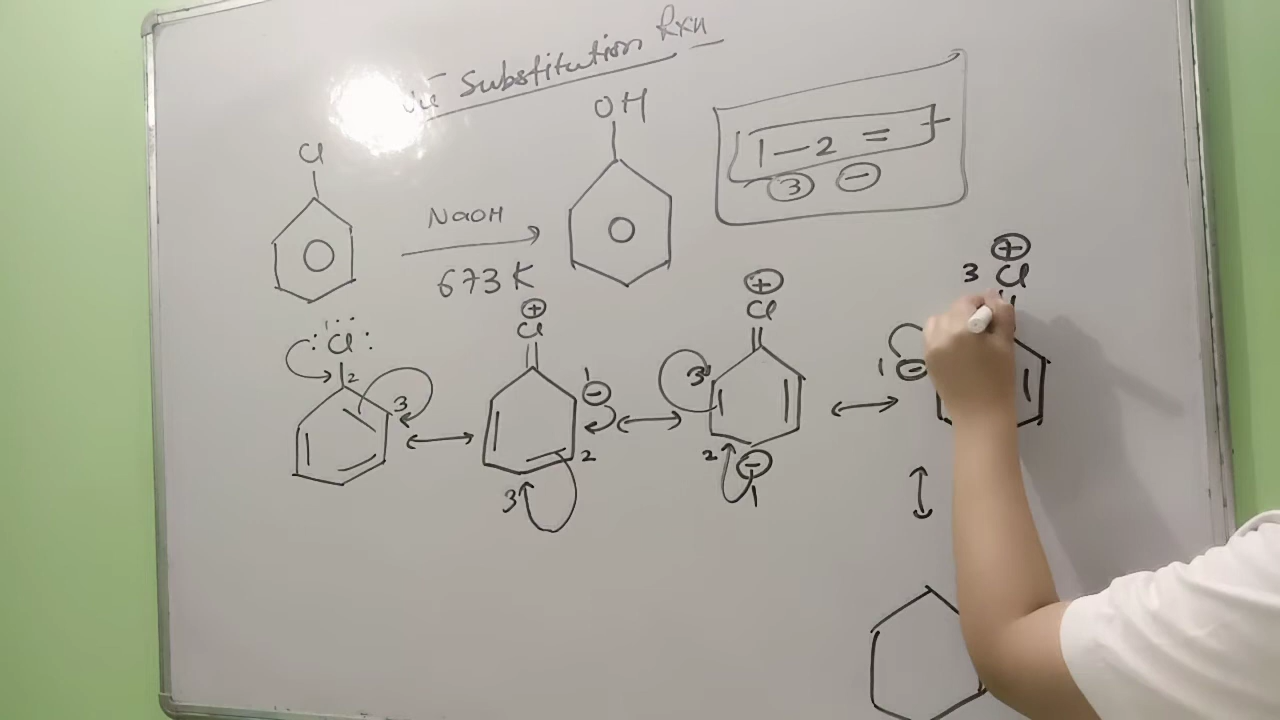 Substitution Rxn
Cl
NaOH
673 K
OH
1 — 2 = +
3 −
:Cl:
2
3
⊕
Cl
1
⊖
2
3
⊕
Cl
3
2
⊖
1
⊕
3 Cl
1 ⊖